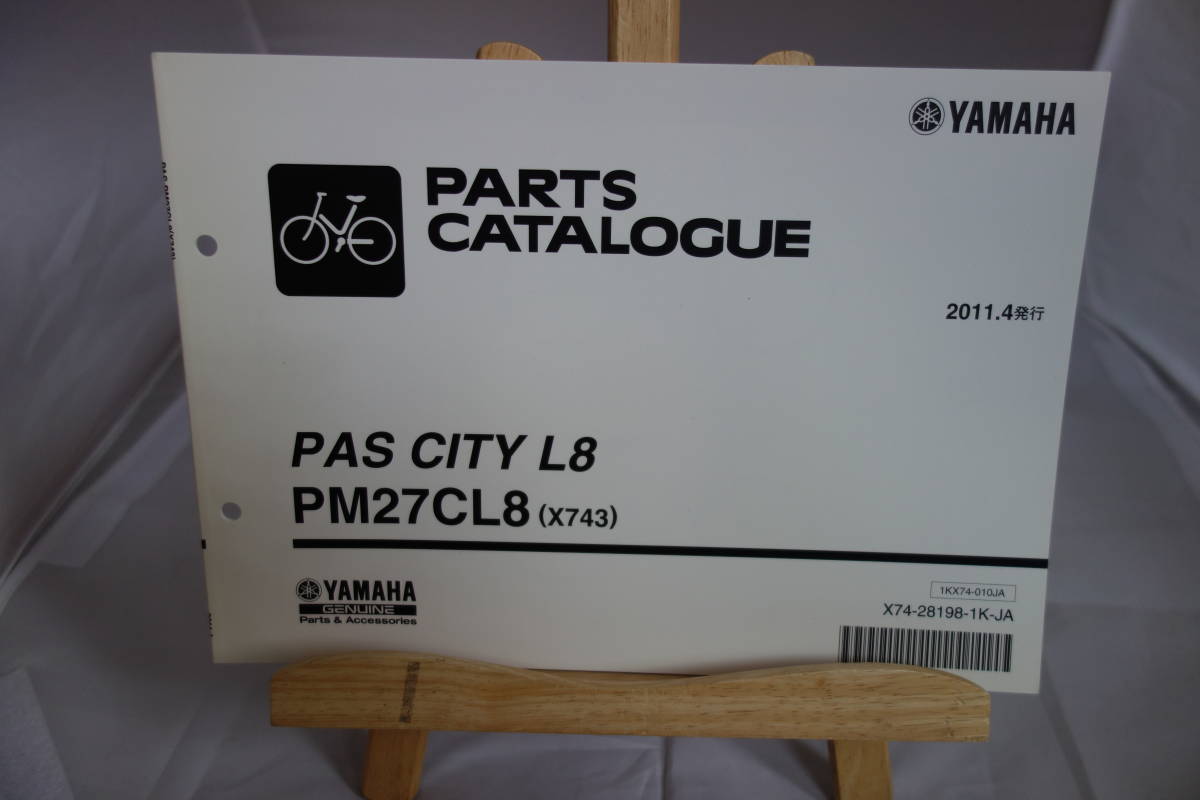 YAMAHA
PARTS
CATALOGUE
2011.4発行
PAS CITY L8
PM27CL8 (X743)
YAMAHA
GENUINE
Parts & Accessories
1KX74-010JA
X74-28198-1K-JA